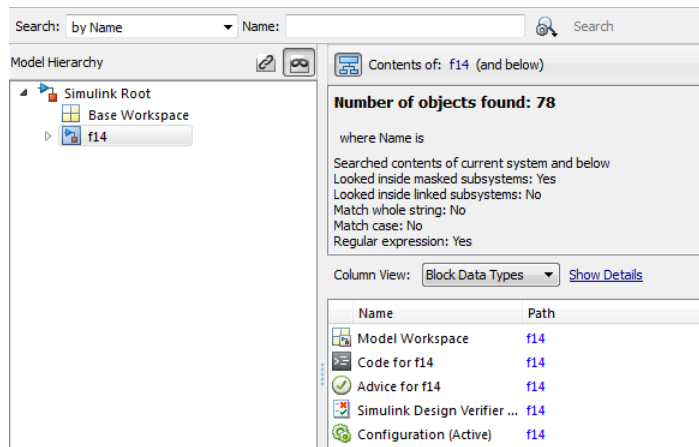 Search: by Name Name: Search
Model Hierarchy
Simulink Root
Base Workspace
f14
Contents of: f14 (and below)
Number of objects found: 78
where Name is
Searched contents of current system and below
Looked inside masked subsystems: Yes
Looked inside linked subsystems: No
Match whole string: No
Match case: No
Regular expression: Yes
Column View: Block Data Types Show Details
Name Path
Model Workspace f14
Code for f14 f14
Advice for f14 f14
Simulink Design Verifier ... f14
Configuration (Active) f14